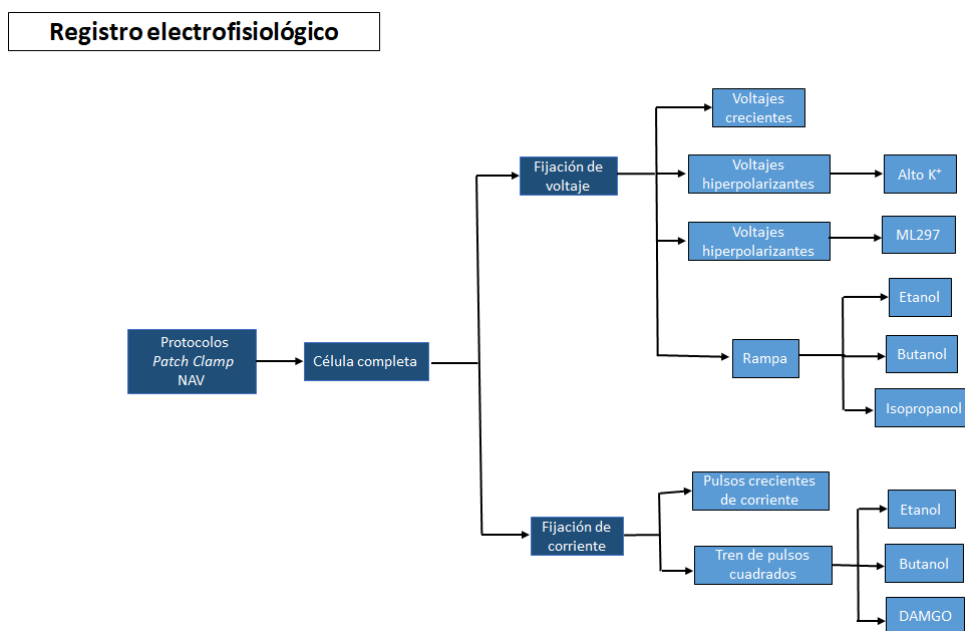 Registro electrofisiológico
Protocolos
Patch Clamp
NAV
Célula completa
Fijación de
voltaje
Voltajes
crecientes
Voltajes
hiperpolarizantes
Alto K⁺
Voltajes
hiperpolarizantes
ML297
Rampa
Etanol
Butanol
Isopropanol
Fijación de
corriente
Pulsos crecientes
de corriente
Tren de pulsos
cuadrados
Etanol
Butanol
DAMGO